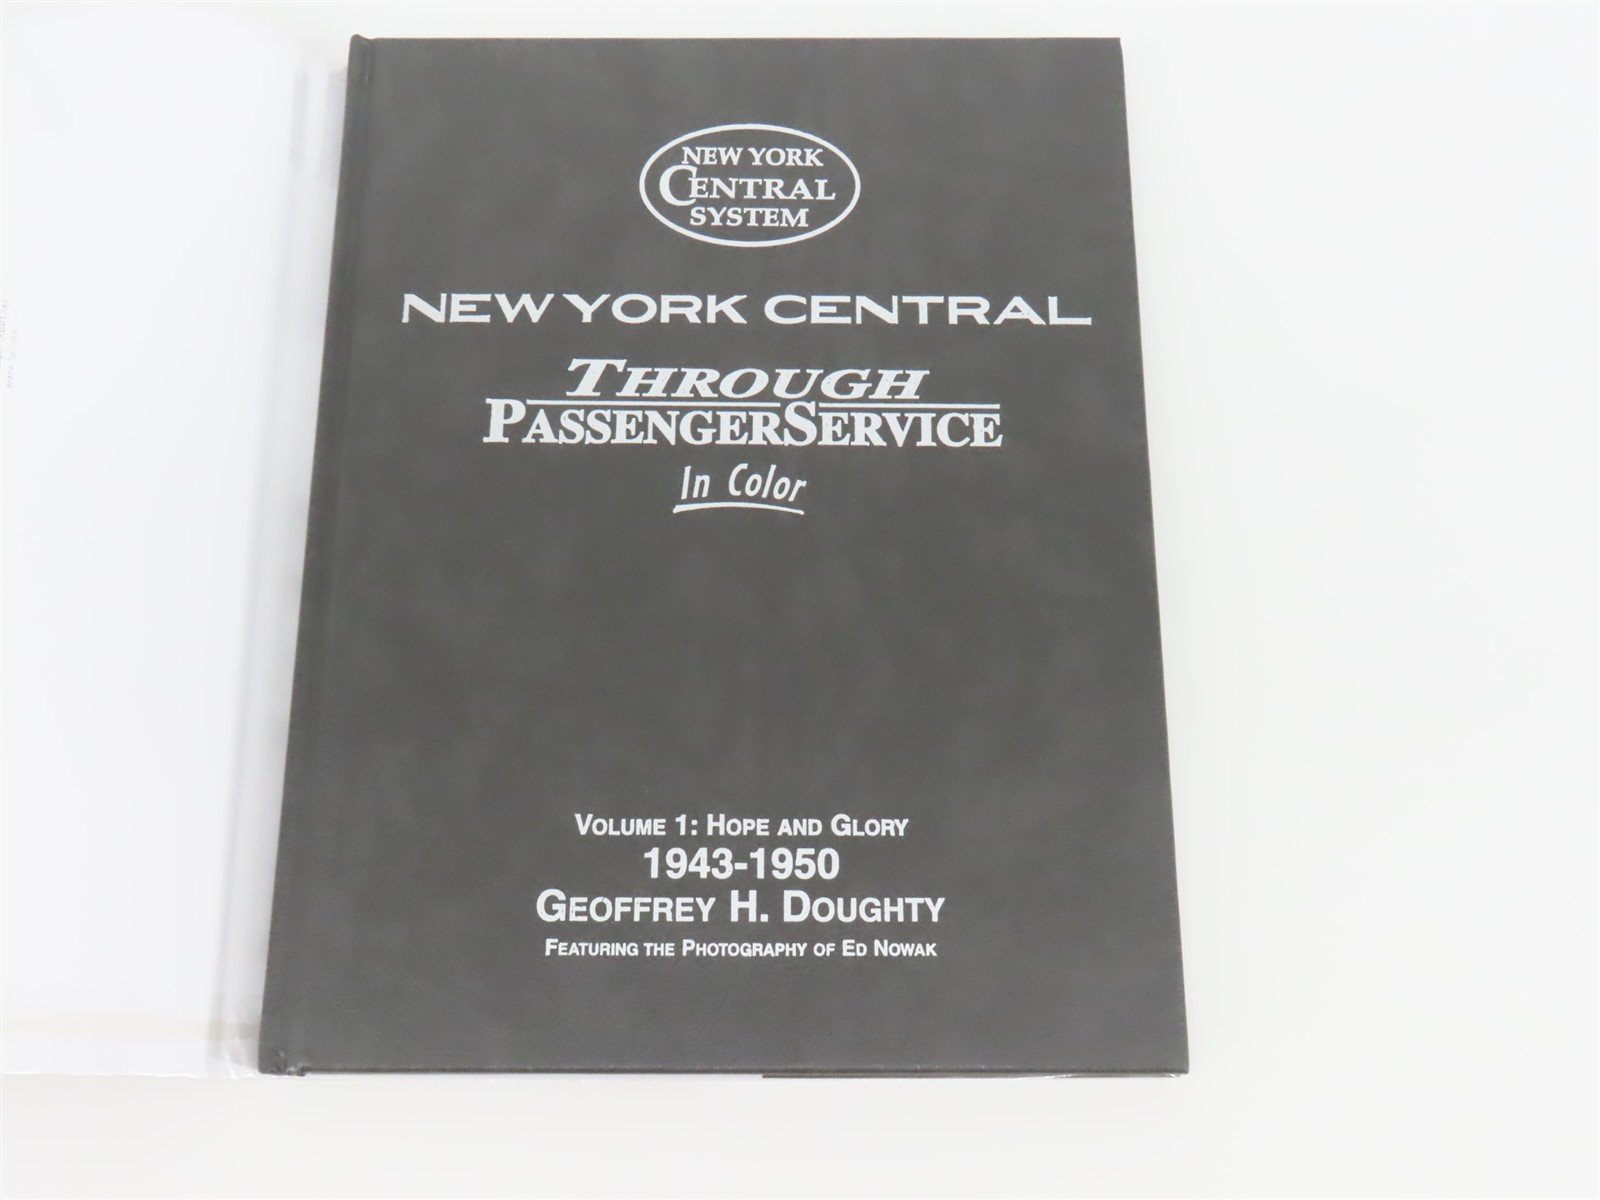 NEW YORK
CENTRAL
SYSTEM
NEW YORK CENTRAL
THROUGH
PASSENGERSERVICE
In Color
VOLUME 1: HOPE AND GLORY
1943-1950
GEOFFREY H. DOUGHTY
FEATURING THE PHOTOGRAPHY OF ED NOWAK